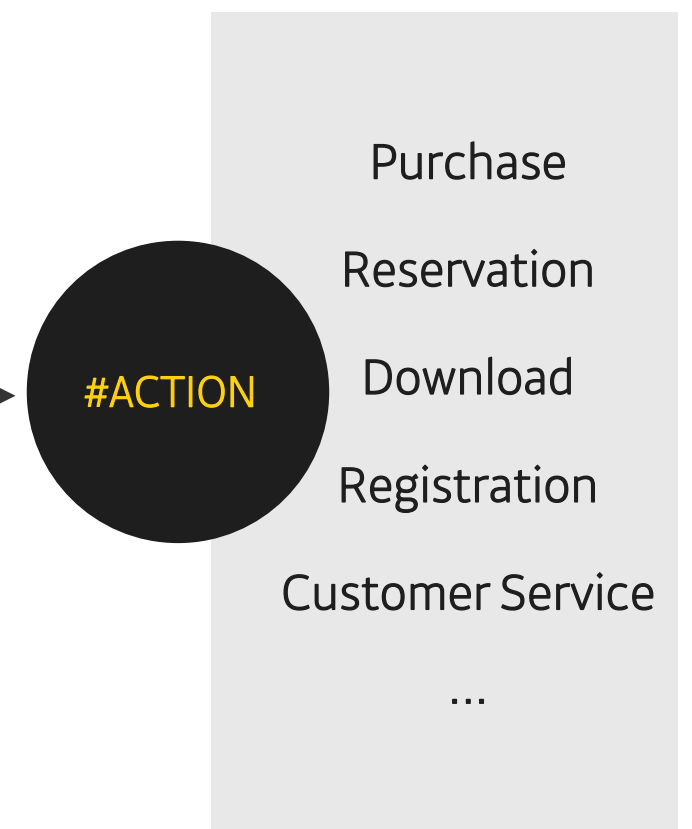 #ACTION
Purchase
Reservation
Download
Registration
Customer Service
...